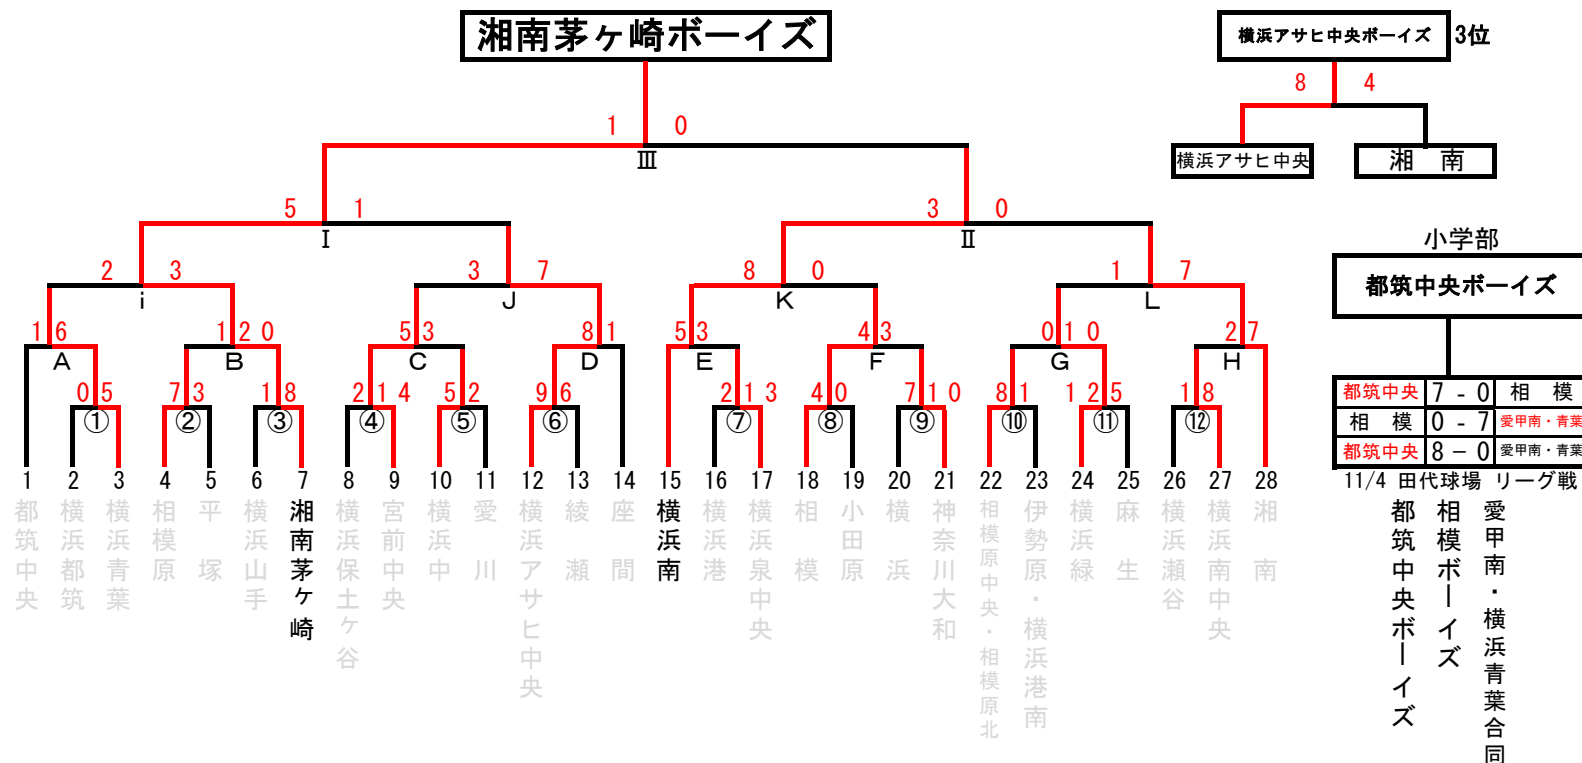 湘南茅ヶ崎ボーイズ
横浜アサヒ中央ボーイズ 3位
8 4
1 0
Ⅲ
横浜アサヒ中央 湘 南
5 1 3 0
Ⅰ Ⅱ
小学部
都筑中央ボーイズ
2 3 3 7 8 0 1 7
i J K L
1 6 1 2 0 5 3 8 1 5 3 4 3 0 1 0 2 7
A B C D E F G H
0 5 7 3 1 8 2 1 4 5 2 9 6 2 1 3 4 0 7 1 0 8 1 1 2 5 1 8
① ② ③ ④ ⑤ ⑥ ⑦ ⑧ ⑨ ⑩ ⑪ ⑫
都筑中央 7 - 0 相 模
相 模 0 - 7 愛甲南・青葉
都筑中央 8 − 0 愛甲南・青葉
11/4 田代球場 リーグ戦
1 2 3 4 5 6 7 8 9 10 11 12 13 14 15 16 17 18 19 20 21 22 23 24 25 26 27 28
都筑中央
横浜都筑
横浜青葉
相模原
平塚
横浜山手
湘南茅ヶ崎
横浜保土ヶ谷
宮前中央
横浜中
愛川
横浜アサヒ中央
綾瀬
座間
横浜南
横浜港
横浜泉中央
相模
小田原
横浜
神奈川大和
相模原中央・相模原北
伊勢原・横浜港南
横浜緑
麻生
横浜瀬谷
横浜南中央
湘南
都筑中央ボーイズ
相模ボーイズ
愛甲南・横浜青葉合同